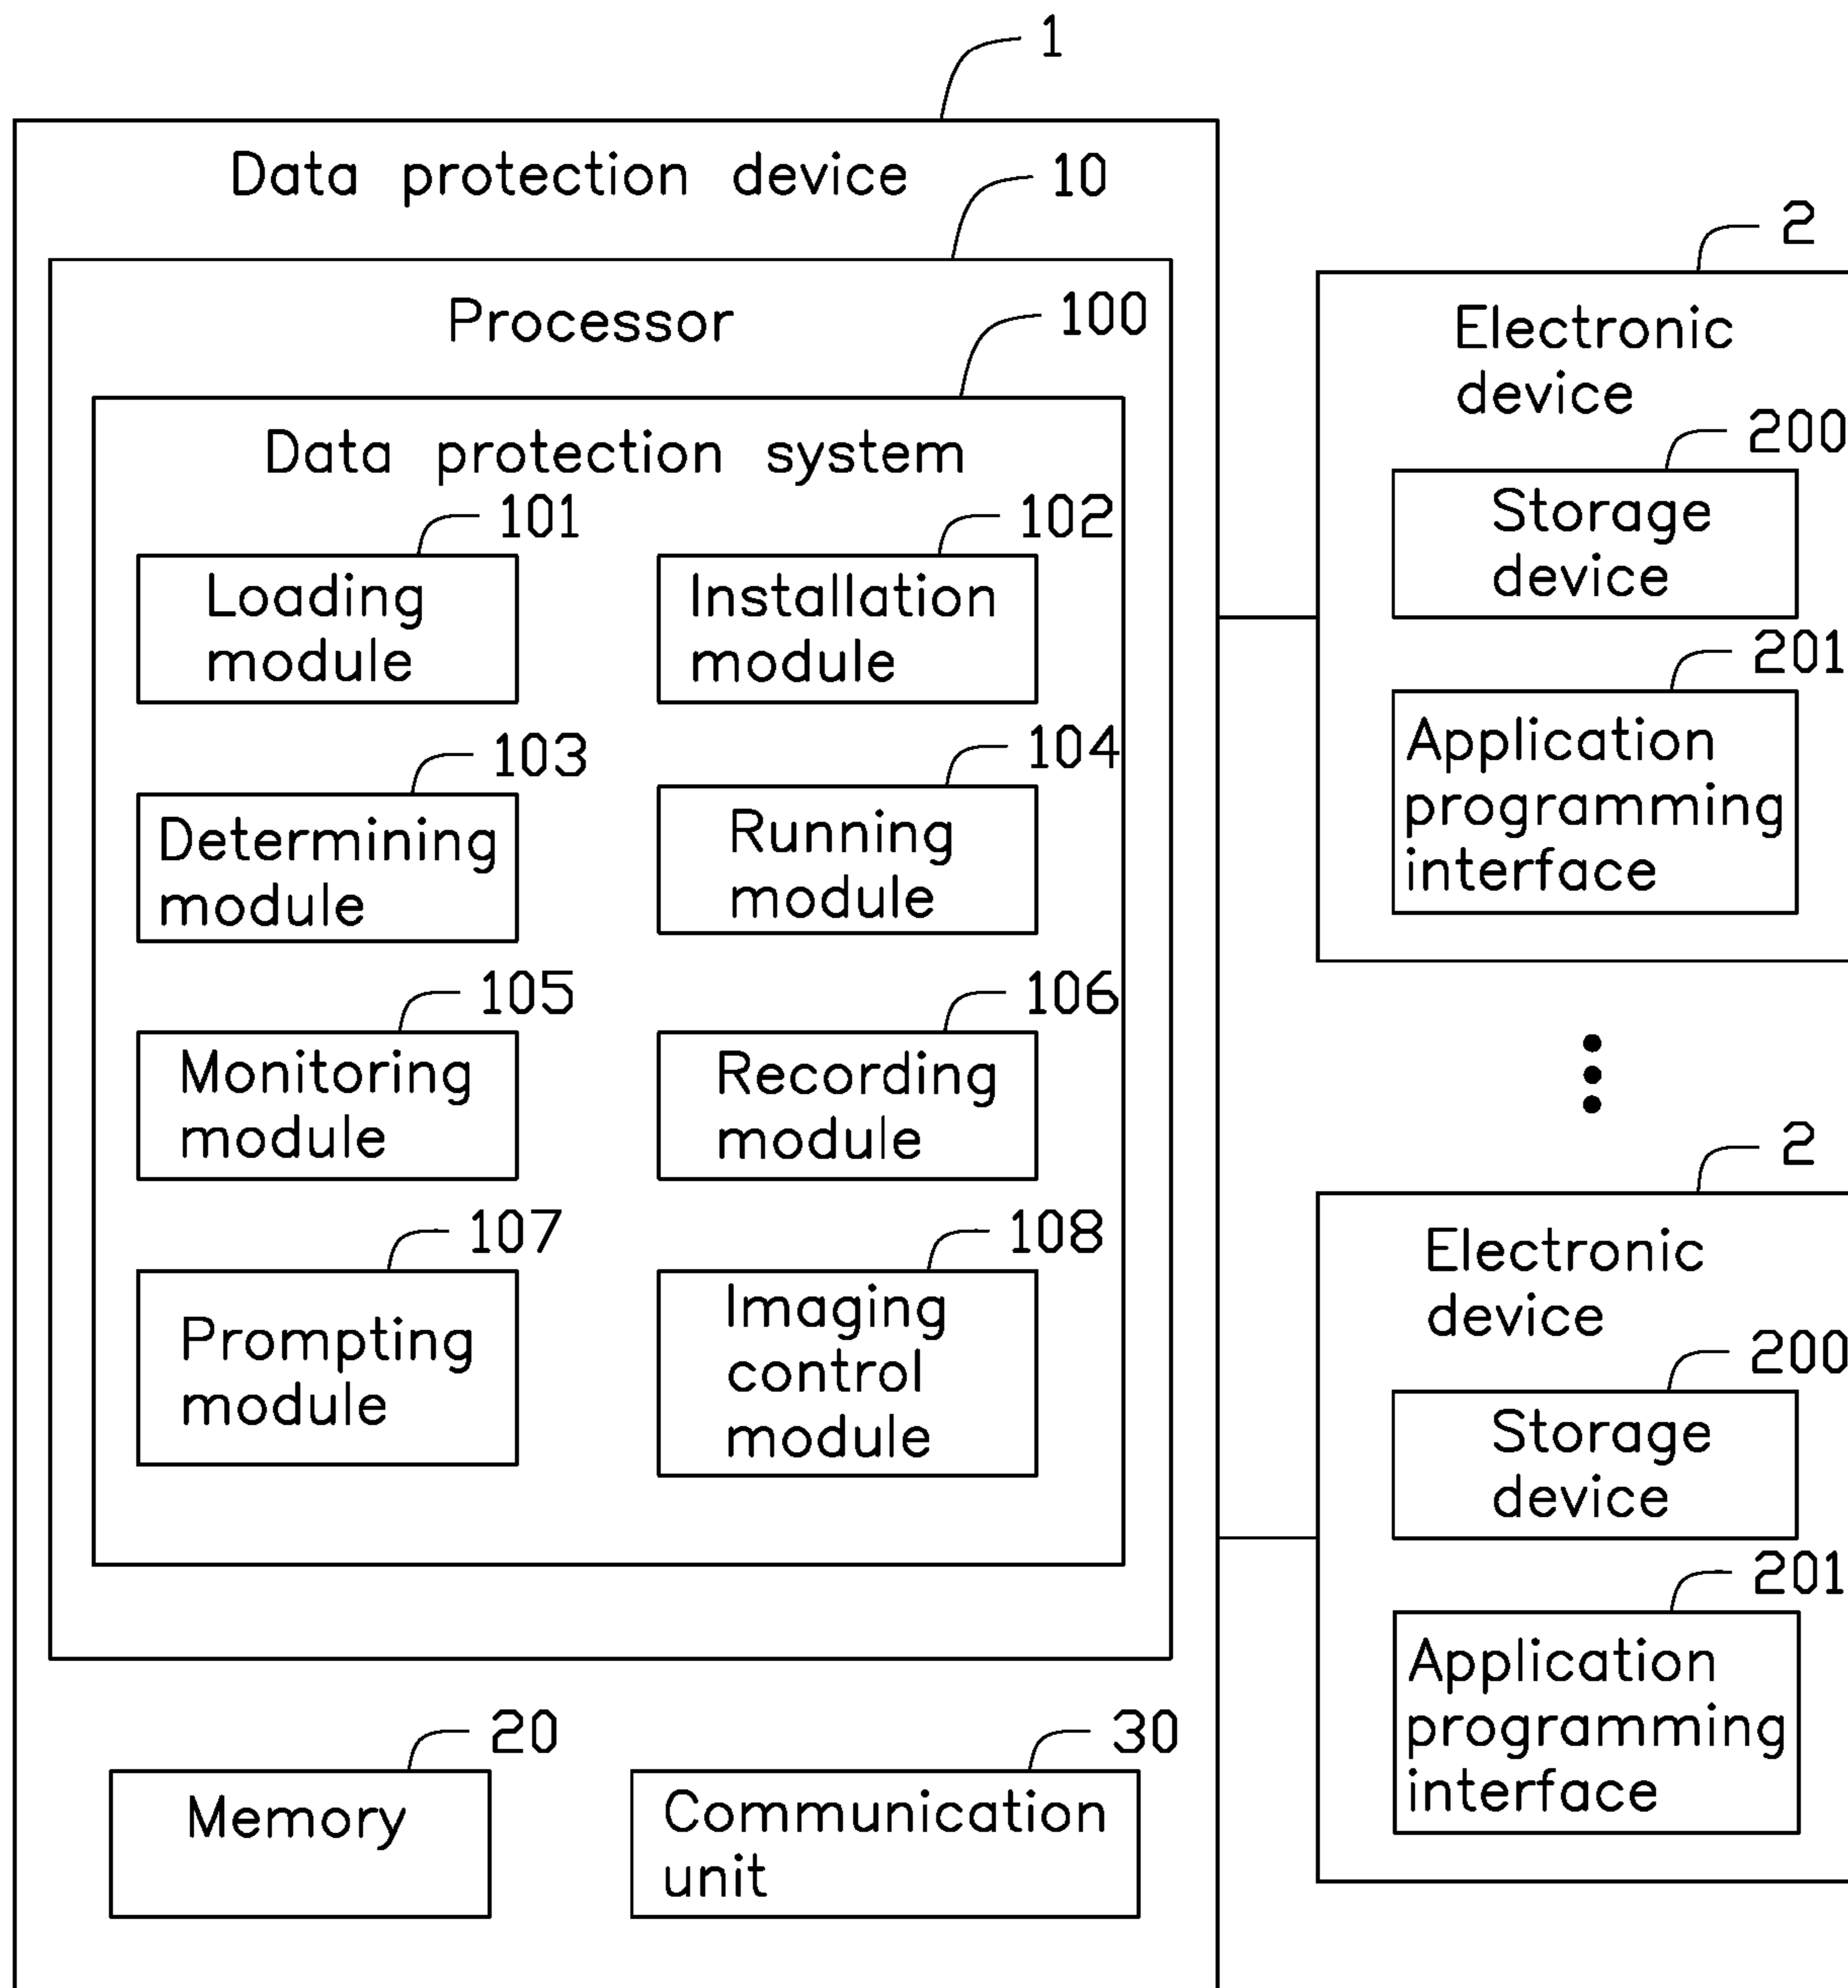 1
Data protection device
10
Processor
100
Data protection system
101
Loading
module
102
Installation
module
103
Determining
module
104
Running
module
105
Monitoring
module
106
Recording
module
107
Prompting
module
108
Imaging
control
module
20
Memory
30
Communication
unit
2
Electronic
device
200
Storage
device
201
Application
programming
interface
2
Electronic
device
200
Storage
device
201
Application
programming
interface